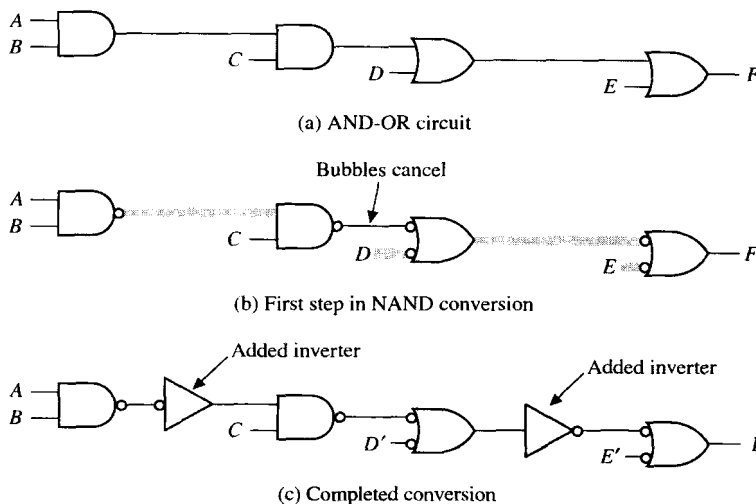 A
B
C
D
E
F
(a) AND-OR circuit
Bubbles cancel
A
B
C
D
E
F
(b) First step in NAND conversion
Added inverter
Added inverter
A
B
C
D'
E'
(c) Completed conversion